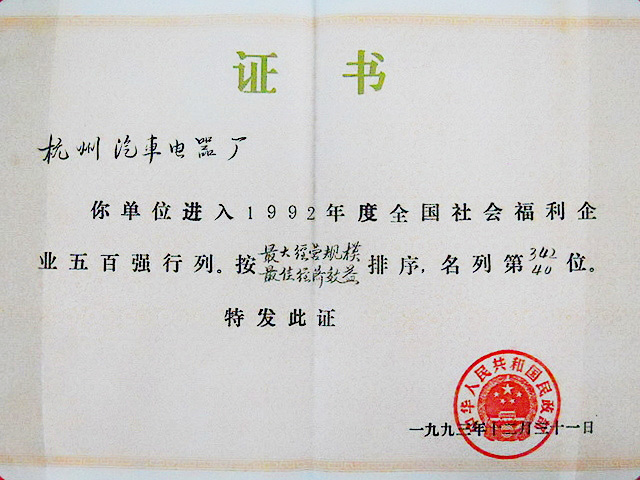 证书
杭州汽車电器厂
你单位进入1992年度全国社会福利企
业五百强行列。按最大经营规模排序,名列第342位。
最佳经济效益 40
特发此证
中华人民共和国民政部
一九九三年十二月三十一日